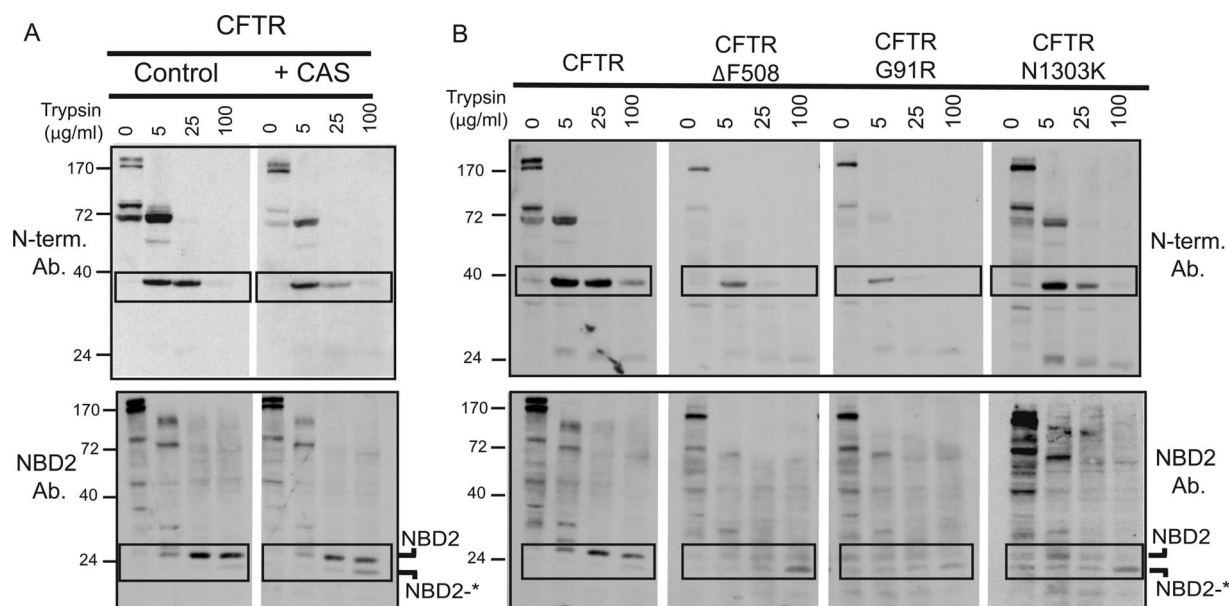 A
CFTR
Control + CAS
Trypsin
(µg/ml)
0 5 25 100 0 5 25 100
170
72
N-term.
Ab.
40
24
170
72
NBD2
Ab.
40
24
NBD2
NBD2-*
B
CFTR CFTR
ΔF508 CFTR
G91R CFTR
N1303K
Trypsin
(µg/ml)
0 5 25 100 0 5 25 100 0 5 25 100 0 5 25 100
170
72
40
24
N-term.
Ab.
170
72
40
24
NBD2
Ab.
NBD2
NBD2-*